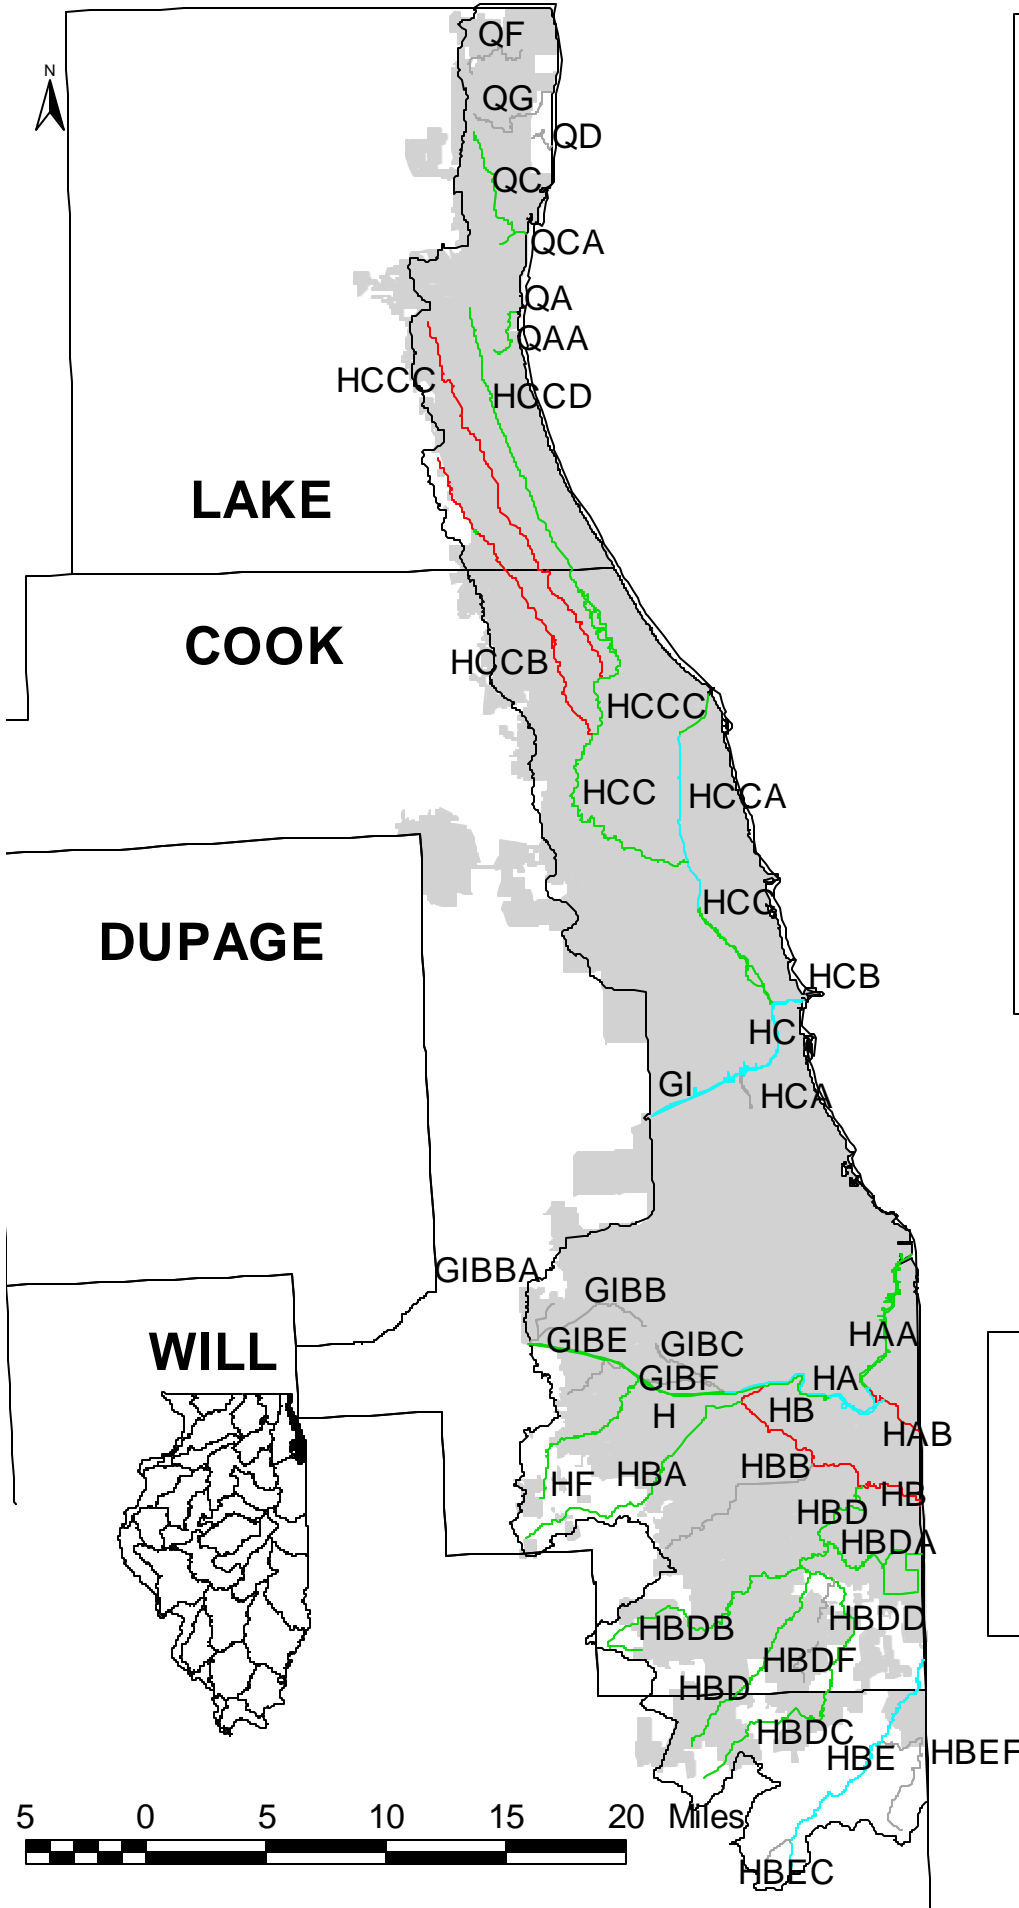 QF
N
QG
QD
QC
QCA
QA
QAA
HCCC
HCCD
LAKE
COOK
HCCB
HCCC
HCC
HCCA
HCC
DUPAGE
HCB
HC
GI
HCA
GIBBA
GIBB
WILL
GIBE
GIBC
HAA
GIBF
HA
H
HB
HAB
HBB
HF
HBA
HB
HBD
HBDA
HBDB
HBDD
HBDF
HBD
HBDC
HBE
HBEF
5 0 5 10 15 20 Miles
HBEC